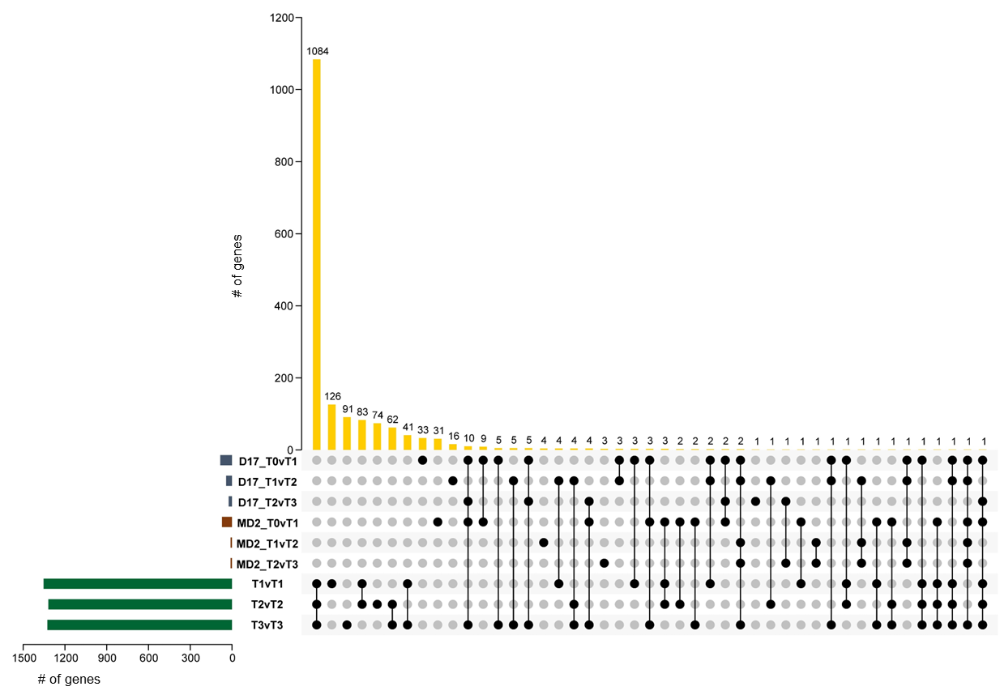 1200
1000
800
600
400
200
0
# of genes
1084 126 91 83 74 62 41 33 31 16 10 9 5 5 5 4 4 4 4 3 3 3 3 3 2 2 2 2 2 1 1 1 1 1 1 1 1 1 1 1 1 1 1 1 1
D17_T0vT1
D17_T1vT2
D17_T2vT3
MD2_T0vT1
MD2_T1vT2
MD2_T2vT3
T1vT1
T2vT2
T3vT3
1500 1200 900 600 300 0
# of genes